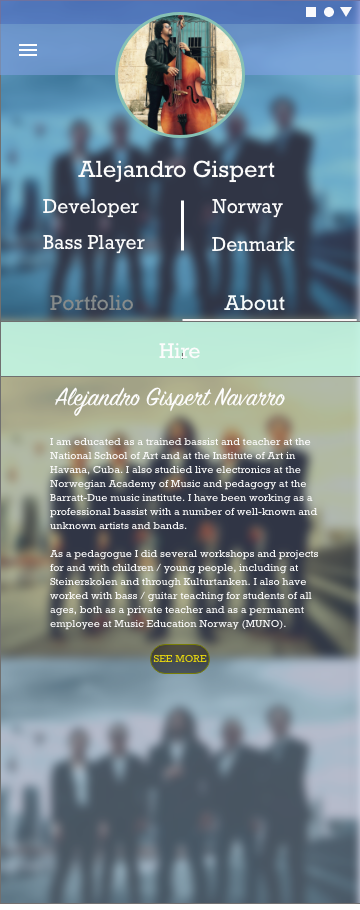 Alejandro Gispert
Developer
Norway
Bass Player
Denmark
Portfolio
About
Hire
Alejandro Gispert Navarro
I am educated as a trained bassist and teacher at the
National School of Art and at the Institute of Art in
Havana, Cuba. I also studied live electronics at the
Norwegian Academy of Music and pedagogy at the
Barratt-Due music institute. I have been working as a
professional bassist with a number of well-known and
unknown artists and bands.
As a pedagogue I did several workshops and projects
for and with children / young people, including at
Steinerskolen and through Kulturtanken. I also have
worked with bass / guitar teaching for students of all
ages, both as a private teacher and as a permanent
employee at Music Education Norway (MUNO).
SEE MORE